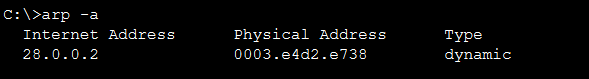 C:\>arp -a
Internet Address Physical Address Type
28.0.0.2 0003.e4d2.e738 dynamic